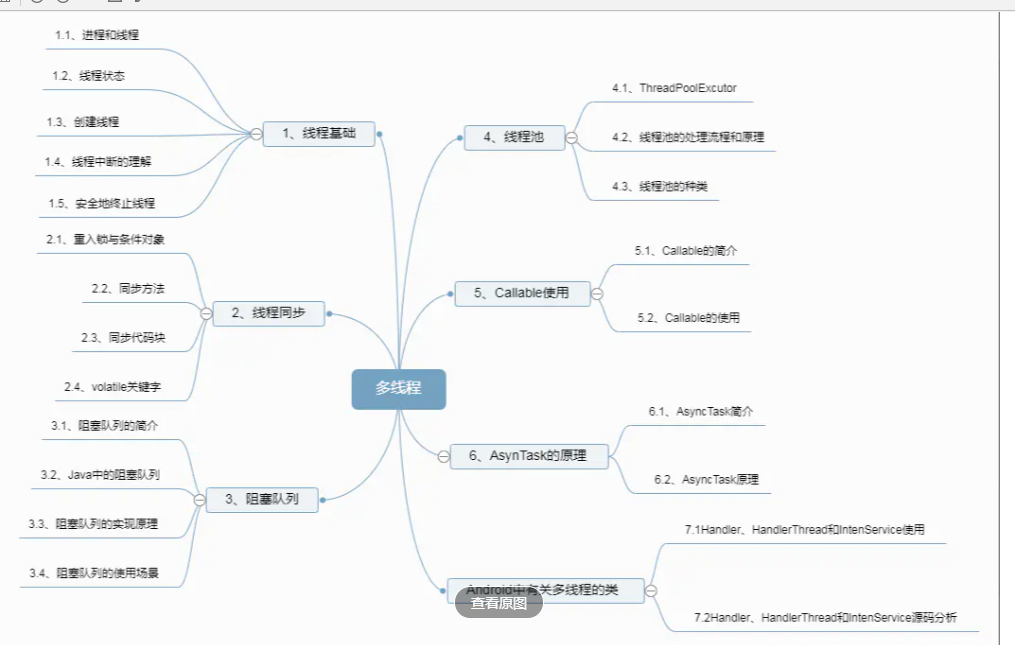 多线程
1、线程基础
1.1、进程和线程
1.2、线程状态
1.3、创建线程
1.4、线程中断的理解
1.5、安全地终止线程
2、线程同步
2.1、重入锁与条件对象
2.2、同步方法
2.3、同步代码块
2.4、volatile关键字
3、阻塞队列
3.1、阻塞队列的简介
3.2、Java中的阻塞队列
3.3、阻塞队列的实现原理
3.4、阻塞队列的使用场景
4、线程池
4.1、ThreadPoolExcutor
4.2、线程池的处理流程和原理
4.3、线程池的种类
5、Callable使用
5.1、Callable的简介
5.2、Callable的使用
6、AsynTask的原理
6.1、AsyncTask简介
6.2、AsyncTask原理
Android中有关多线程的类
7.1Handler、HandlerThread和IntenService使用
7.2Handler、HandlerThread和IntenService源码分析
查看原图